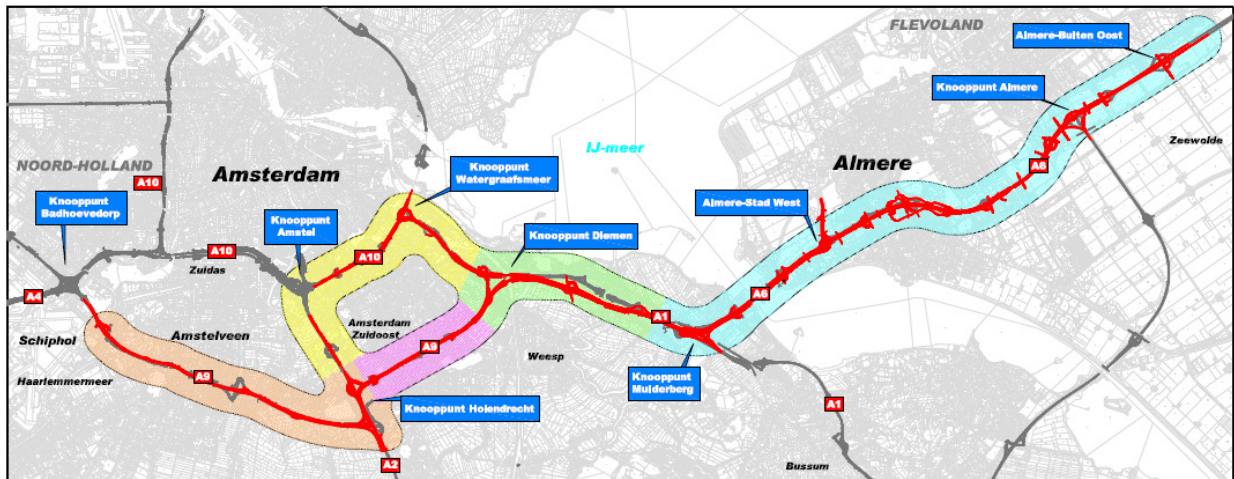 FLEVOLAND
Almere-Buiten Oost
Knooppunt Almere
Zeewolde
IJ-meer
Almere
A6
NOORD-HOLLAND
A10
Amsterdam
Knooppunt
Watergraafsmeer
Knooppunt
Badhoevedorp
Knooppunt
Amstel
Almere-Stad West
Knooppunt Diemen
A10
Zuidas
A10
A4
A6
Schiphol
Amstelveen
Amsterdam
Zuidoost
A1
Haarlemmermeer
A9
A9
Weesp
Knooppunt
Muiderberg
Knooppunt Holendrecht
A1
A2
Bussum